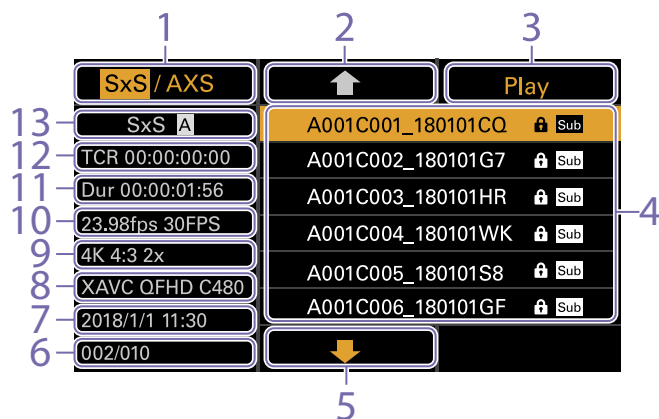 1
2
3
SxS / AXS
Play
13
SxS A
12
TCR 00:00:00:00
11
Dur 00:00:01:56
10
23.98fps 30FPS
9
4K 4:3 2x
8
XAVC QFHD C480
7
2018/1/1 11:30
6
002/010
A001C001_180101CQ Sub
A001C002_180101G7 Sub
A001C003_180101HR Sub
A001C004_180101WK Sub
A001C005_180101S8 Sub
A001C006_180101GF Sub
4
5